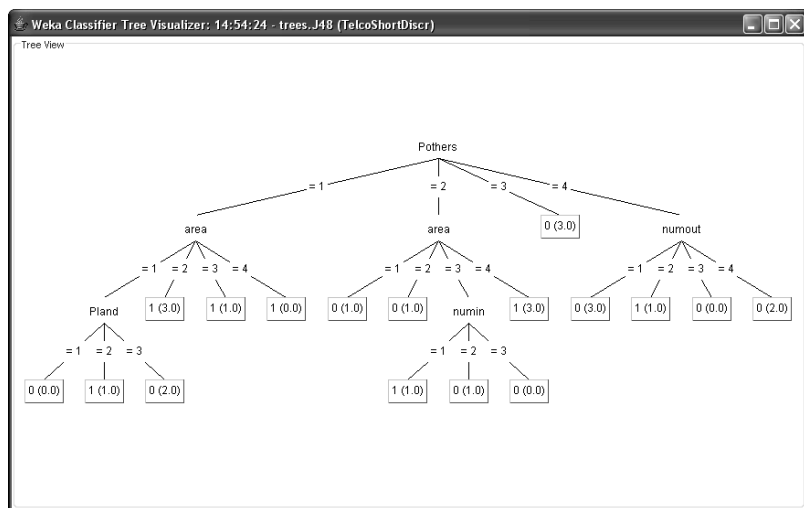 Weka Classifier Tree Visualizer: 14:54:24 - trees.J48 (TelcoShortDiscr)
Tree View
Pothers
= 1 = 2 = 3 = 4
0 (3.0)
area area numout
= 1 = 2 = 3 = 4 = 1 = 2 = 3 = 4 = 1 = 2 = 3 = 4
Pland 1 (3.0) 1 (1.0) 1 (0.0) 0 (1.0) 0 (1.0) numin 1 (3.0) 0 (3.0) 1 (1.0) 0 (0.0) 0 (2.0)
= 1 = 2 = 3 = 1 = 2 = 3
0 (0.0) 1 (1.0) 0 (2.0) 1 (1.0) 0 (1.0) 0 (0.0)